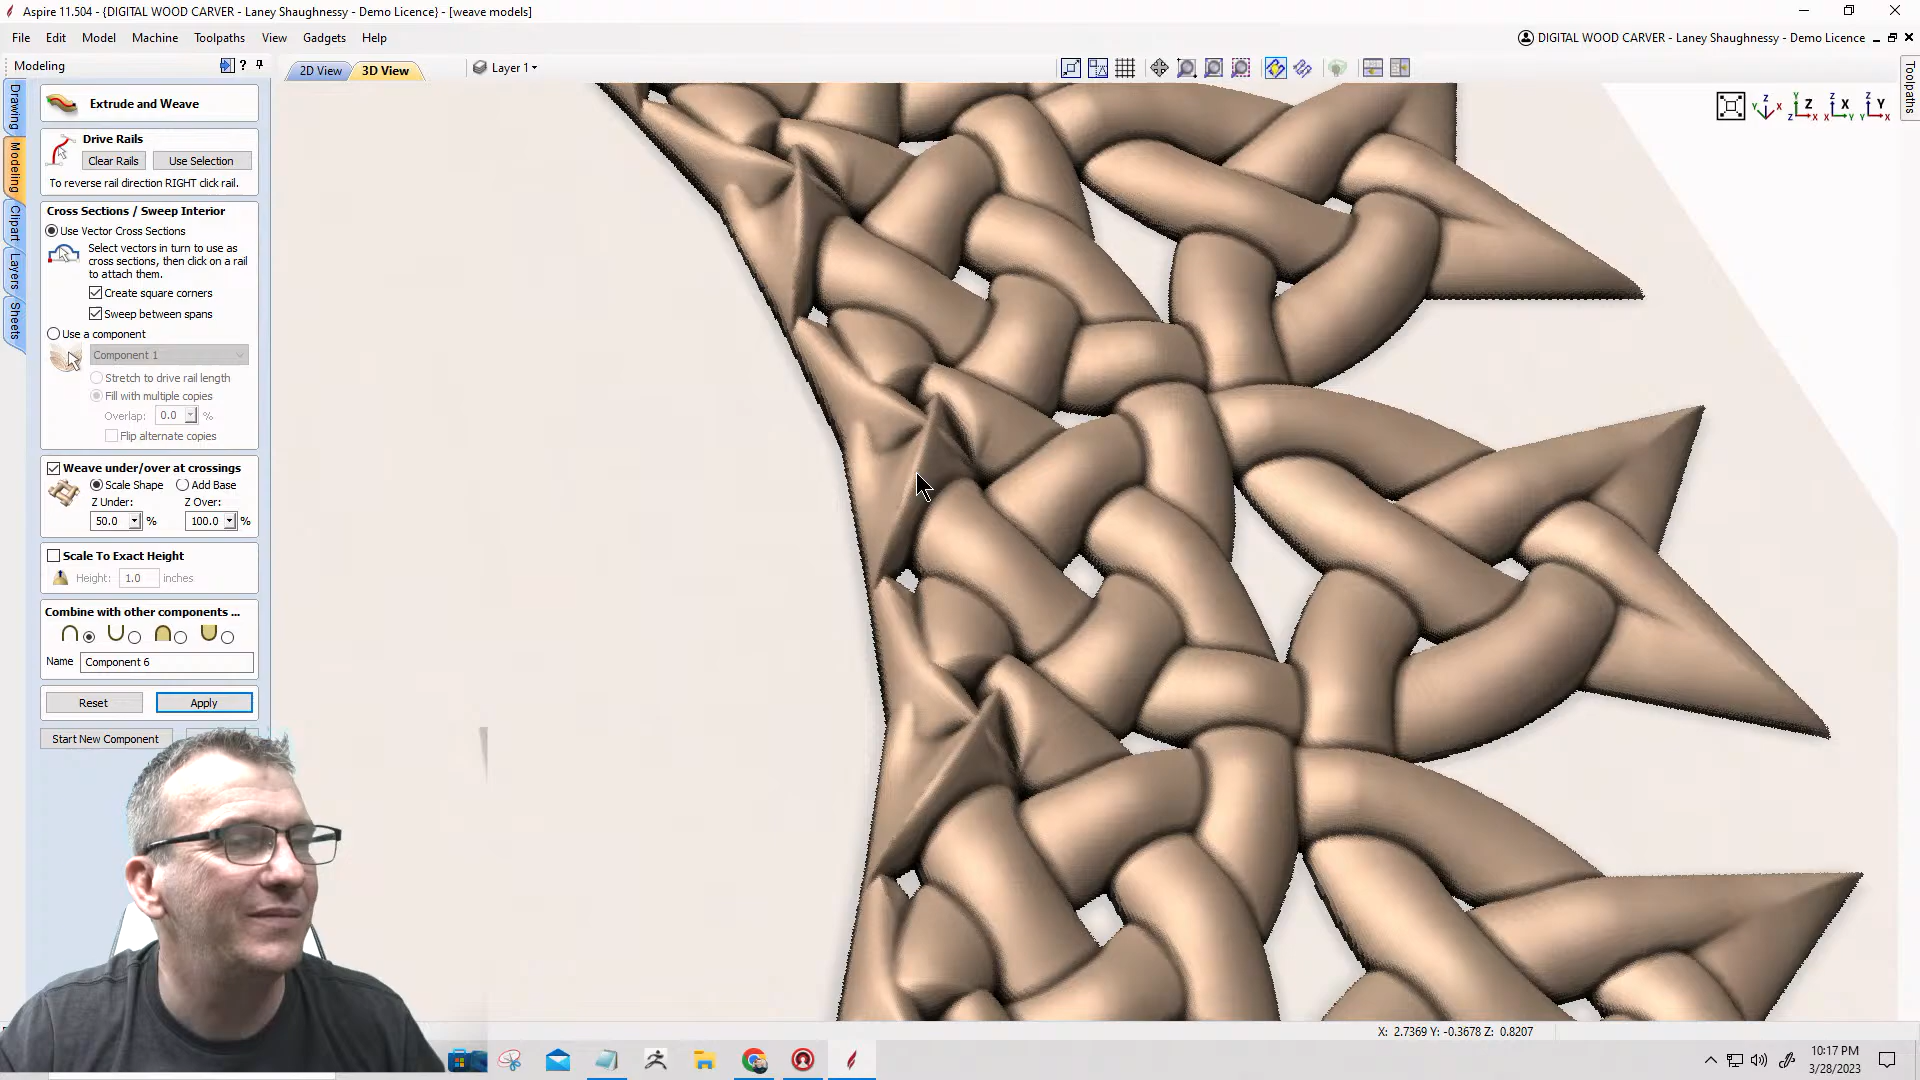 Aspire 11.504 - {DIGITAL WOOD CARVER - Laney Shaughnessy - Demo Licence} - [weave models]
File Edit Model Machine Toolpaths View Gadgets Help
DIGITAL WOOD CARVER - Laney Shaughnessy - Demo Licence
Modeling
2D View 3D View Layer 1
Drawing
Modeling
Clipart
Layers
Sheets
Toolpaths
Extrude and Weave
Drive Rails
Clear Rails Use Selection
To reverse rail direction RIGHT click rail.
Cross Sections / Sweep Interior
Use Vector Cross Sections
Select vectors in turn to use as
cross sections, then click on a rail
to attach them.
Create square corners
Sweep between spans
Use a component
Component 1
Stretch to drive rail length
Fill with multiple copies
Overlap: 0.0 %
Flip alternate copies
Weave under/over at crossings
Scale Shape Add Base
Z Under: Z Over:
50.0 % 100.0 %
Scale To Exact Height
Height: 1.0 inches
Combine with other components ...
Name Component 6
Reset Apply
Start New Component
X: 2.7369 Y: -0.3678 Z: 0.8207
10:17 PM
3/28/2023